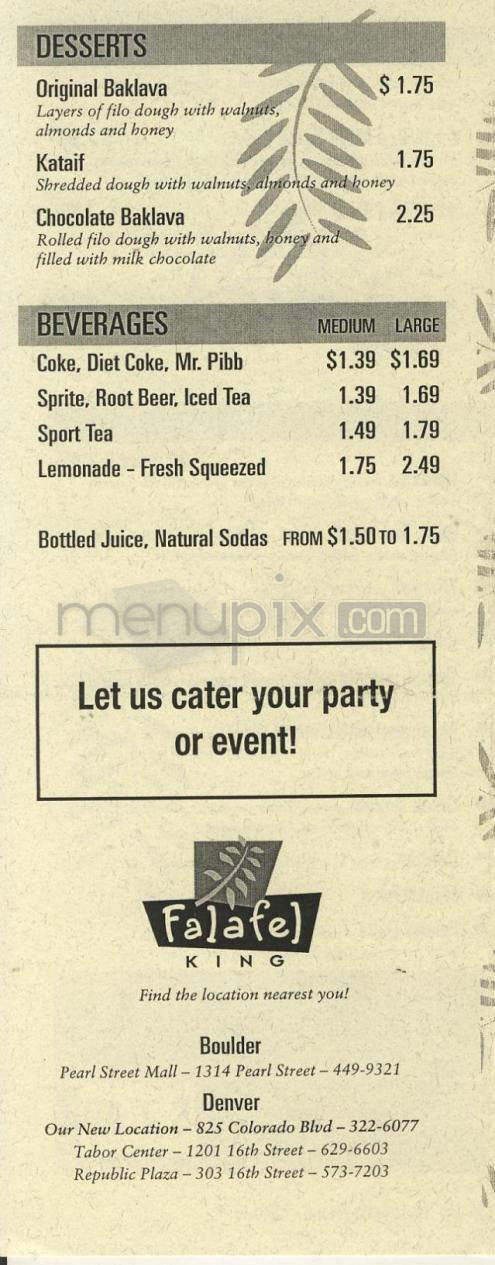 DESSERTS
Original Baklava $ 1.75
Layers of filo dough with walnuts,
almonds and honey
Kataif 1.75
Shredded dough with walnuts, almonds and honey
Chocolate Baklava 2.25
Rolled filo dough with walnuts, honey and
filled with milk chocolate
BEVERAGES MEDIUM LARGE
Coke, Diet Coke, Mr. Pibb $1.39 $1.69
Sprite, Root Beer, Iced Tea 1.39 1.69
Sport Tea 1.49 1.79
Lemonade - Fresh Squeezed 1.75 2.49
Bottled Juice, Natural Sodas FROM $1.50 TO 1.75
menupix.com
Let us cater your party
or event!
Falafel
KING
Find the location nearest you!
Boulder
Pearl Street Mall – 1314 Pearl Street – 449-9321
Denver
Our New Location – 825 Colorado Blvd – 322-6077
Tabor Center – 1201 16th Street – 629-6603
Republic Plaza – 303 16th Street – 573-7203